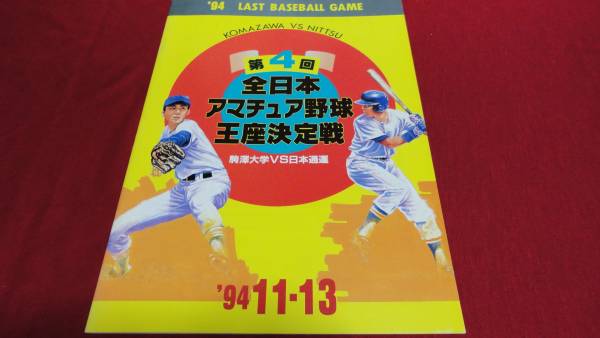 '94 LAST BASEBALL GAME
KOMAZAWA VS NITTSU
第4回
全日本
アマチュア野球
王座決定戦
駒澤大学VS日本通運
'94 11・13